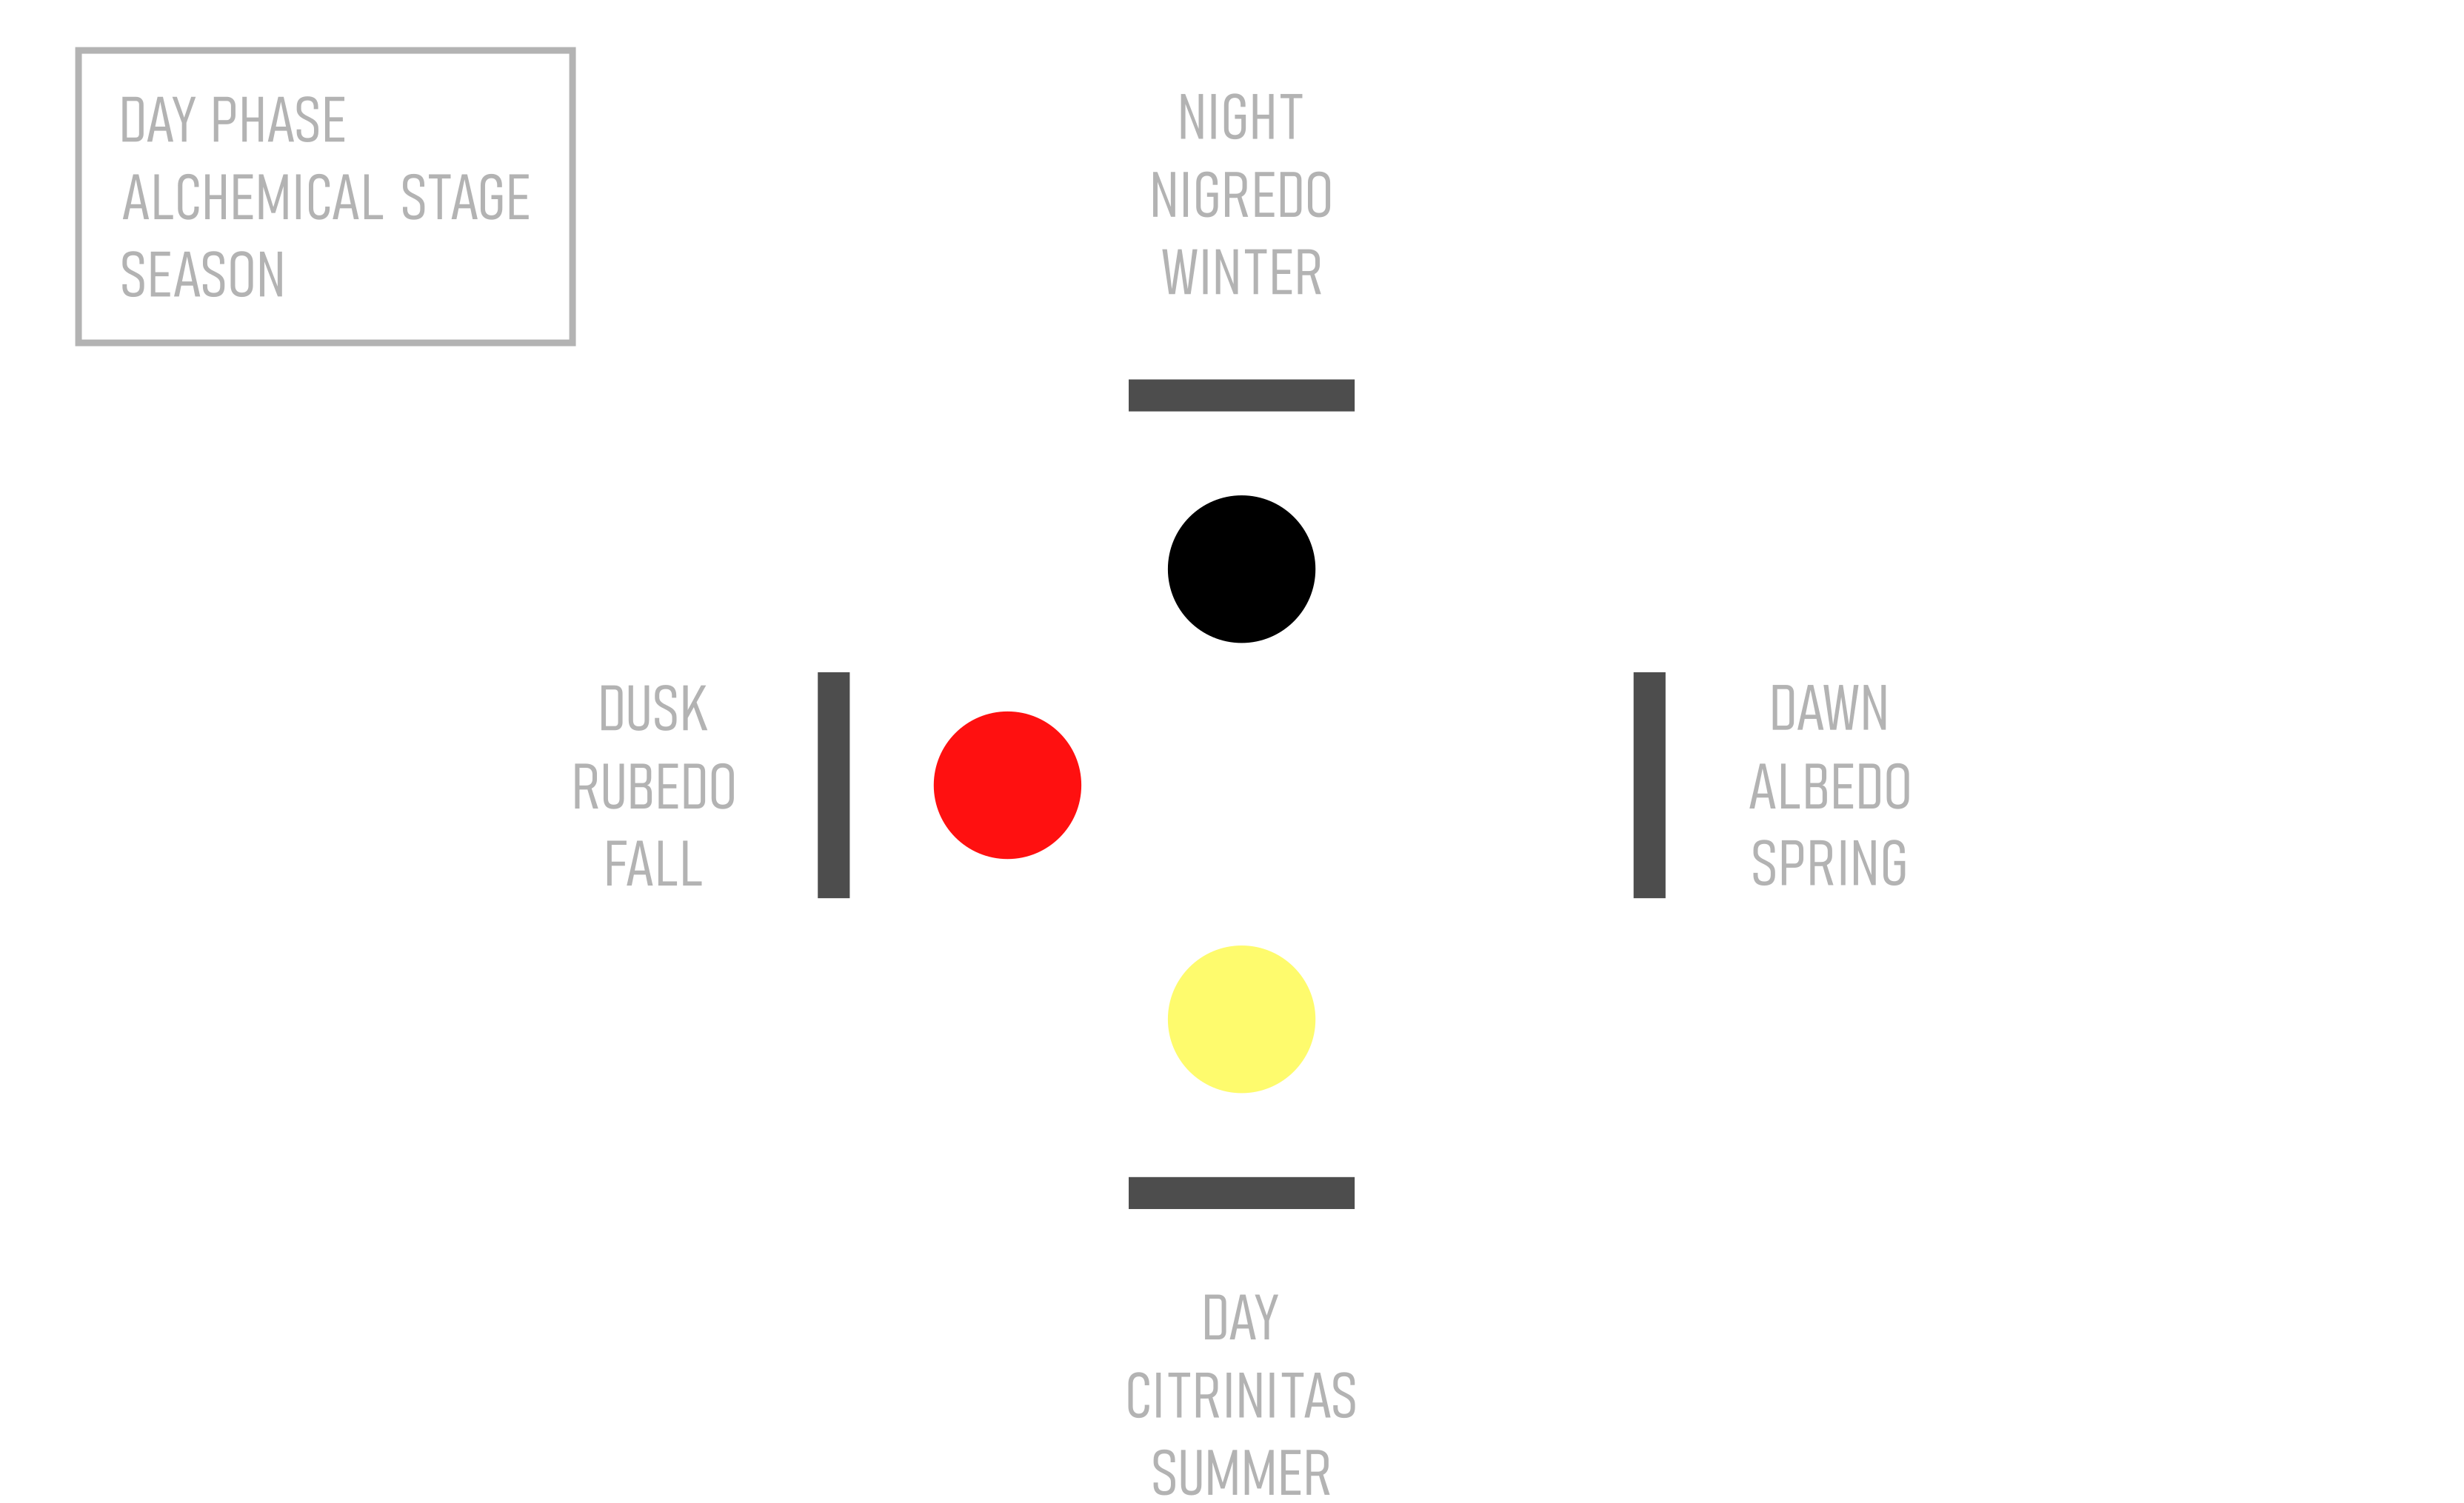 DAY PHASE
ALCHEMICAL STAGE
SEASON
NIGHT
NIGREDO
WINTER
DUSK
RUBEDO
FALL
DAWN
ALBEDO
SPRING
DAY
CITRINITAS
SUMMER